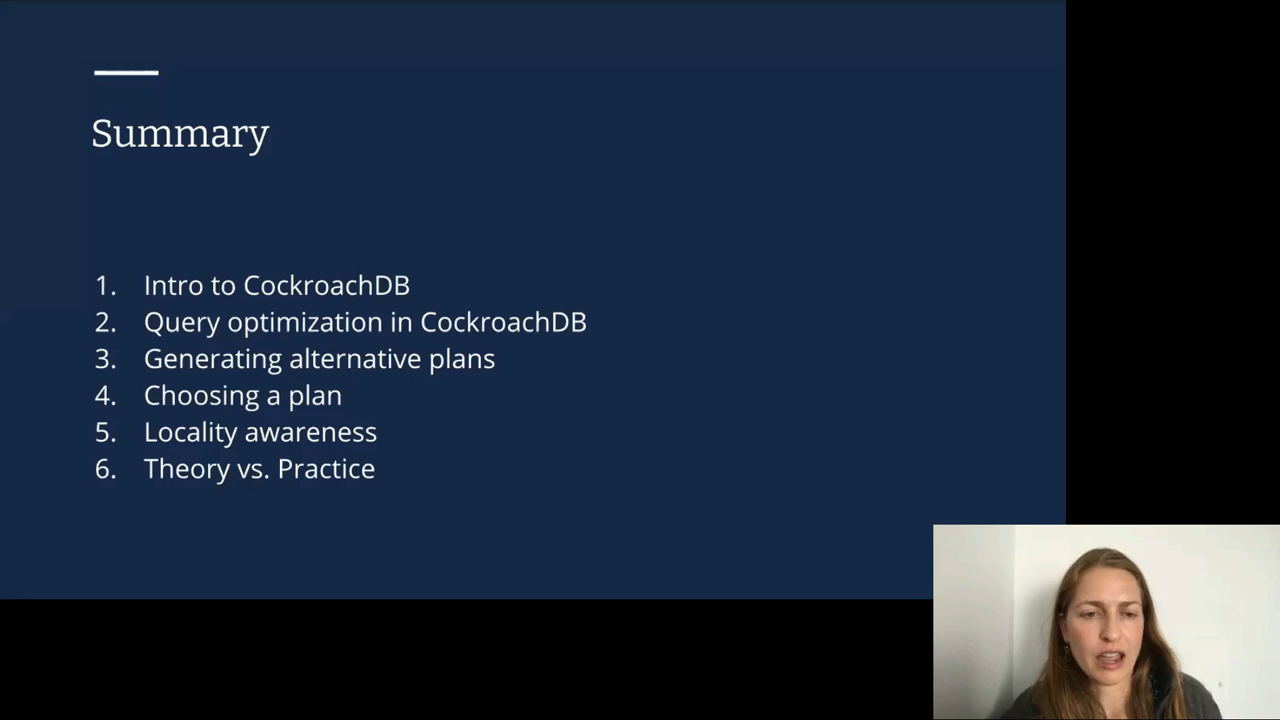 Summary
1. Intro to CockroachDB
2. Query optimization in CockroachDB
3. Generating alternative plans
4. Choosing a plan
5. Locality awareness
6. Theory vs. Practice